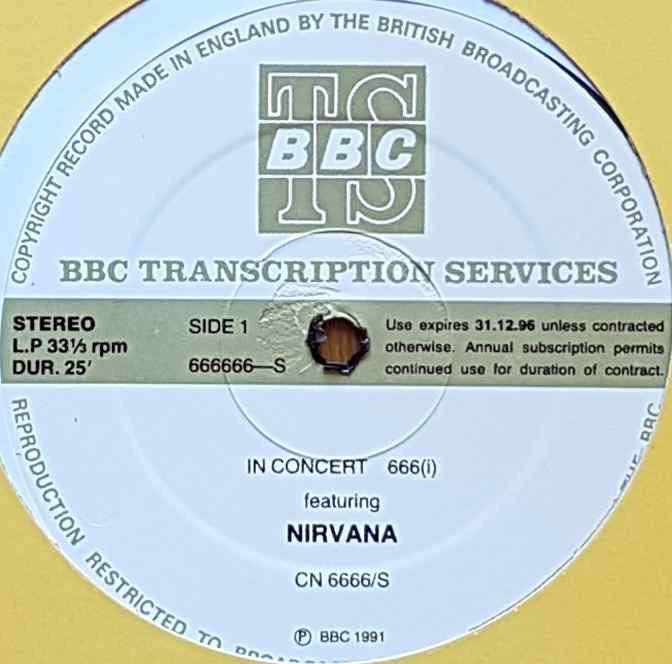 COPYRIGHT RECORD MADE IN ENGLAND BY THE BRITISH BROADCASTING CORPORATION
TS
BBC
BBC TRANSCRIPTION SERVICES
STEREO
L.P 33⅓ rpm
DUR. 25'
SIDE 1
666666—S
Use expires 31.12.96 unless contracted
otherwise. Annual subscription permits
continued use for duration of contract.
IN CONCERT 666(i)
featuring
NIRVANA
CN 6666/S
Ⓟ BBC 1991
REPRODUCTION RESTRICTED TO
THE BBC